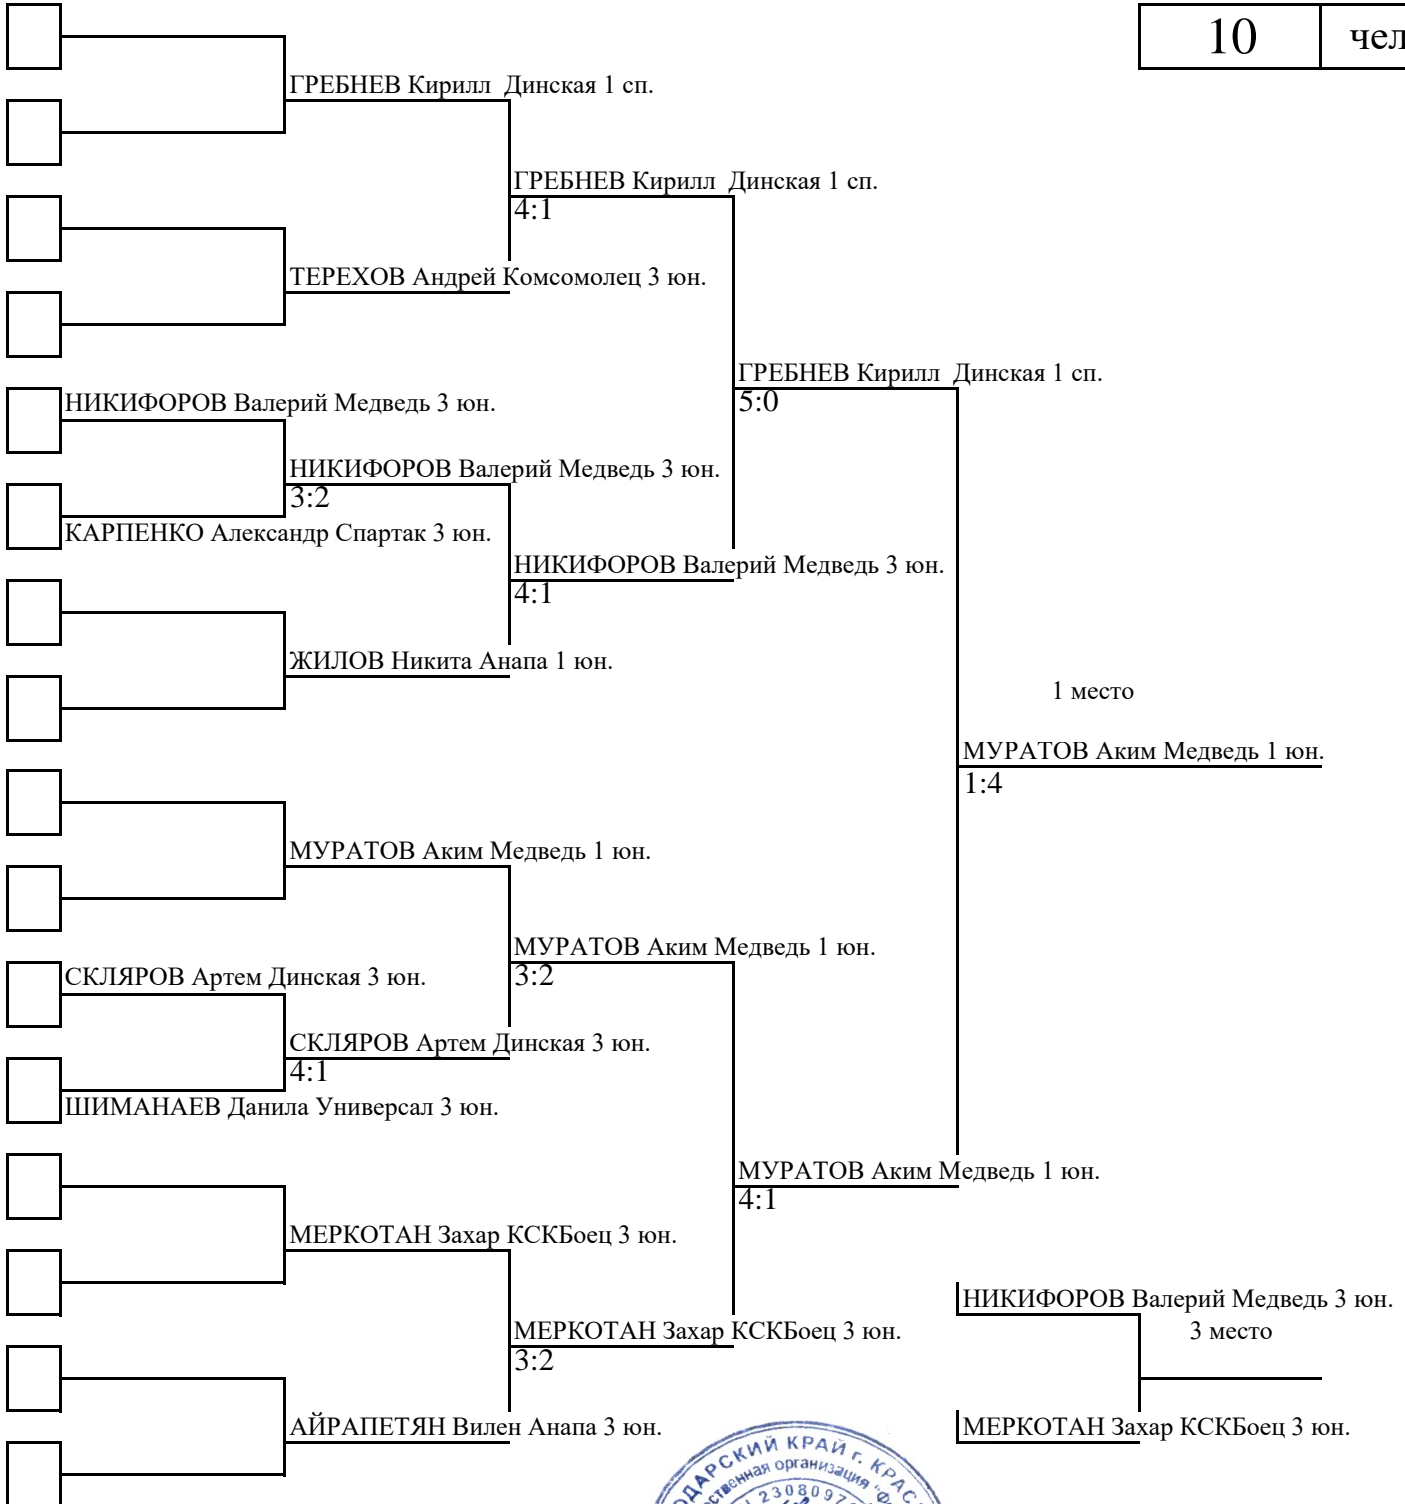 10 чел
ГРЕБНЕВ Кирилл  Динская 1 сп.
ГРЕБНЕВ Кирилл  Динская 1 сп.
4:1
ТЕРЕХОВ Андрей Комсомолец 3 юн.
ГРЕБНЕВ Кирилл  Динская 1 сп.
5:0
НИКИФОРОВ Валерий Медведь 3 юн.
НИКИФОРОВ Валерий Медведь 3 юн.
3:2
КАРПЕНКО Александр Спартак 3 юн.
НИКИФОРОВ Валерий Медведь 3 юн.
4:1
ЖИЛОВ Никита Анапа 1 юн.
1 место
МУРАТОВ Аким Медведь 1 юн.
1:4
МУРАТОВ Аким Медведь 1 юн.
МУРАТОВ Аким Медведь 1 юн.
3:2
СКЛЯРОВ Артем Динская 3 юн.
СКЛЯРОВ Артем Динская 3 юн.
4:1
ШИМАНАЕВ Данила Универсал 3 юн.
МУРАТОВ Аким Медведь 1 юн.
4:1
МЕРКОТАН Захар КСКБоец 3 юн.
НИКИФОРОВ Валерий Медведь 3 юн.
3 место
МЕРКОТАН Захар КСКБоец 3 юн.
3:2
АЙРАПЕТЯН Вилен Анапа 3 юн.
МЕРКОТАН Захар КСКБоец 3 юн.
КРАЙ г.
организация